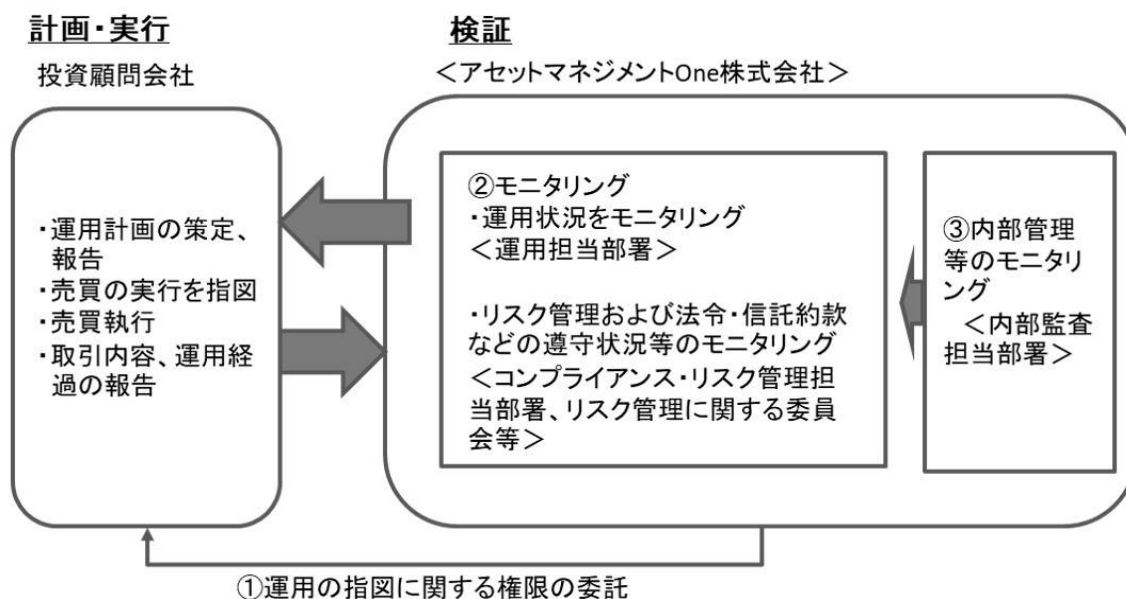 計画・実行
投資顧問会社
・運用計画の策定、
報告
・売買の実行を指図
・売買執行
・取引内容、運用経
過の報告
検証
＜アセットマネジメントOne株式会社＞
②モニタリング
・運用状況をモニタリング
＜運用担当部署＞
・リスク管理および法令・信託約款
などの遵守状況等のモニタリング
＜コンプライアンス・リスク管理担
当部署、リスク管理に関する委員
会等＞
③内部管理
等のモニタリ
ング
＜内部監査
担当部署＞
①運用の指図に関する権限の委託